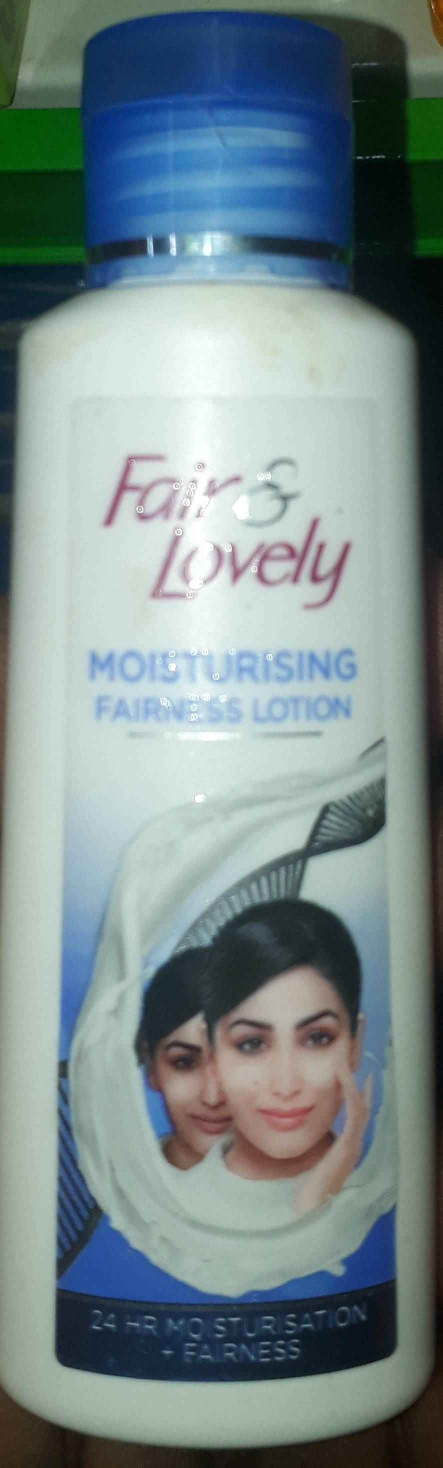 Fair &
Lovely
MOISTURISING
FAIRNESS LOTION
24 HR MOISTURISATION
+ FAIRNESS